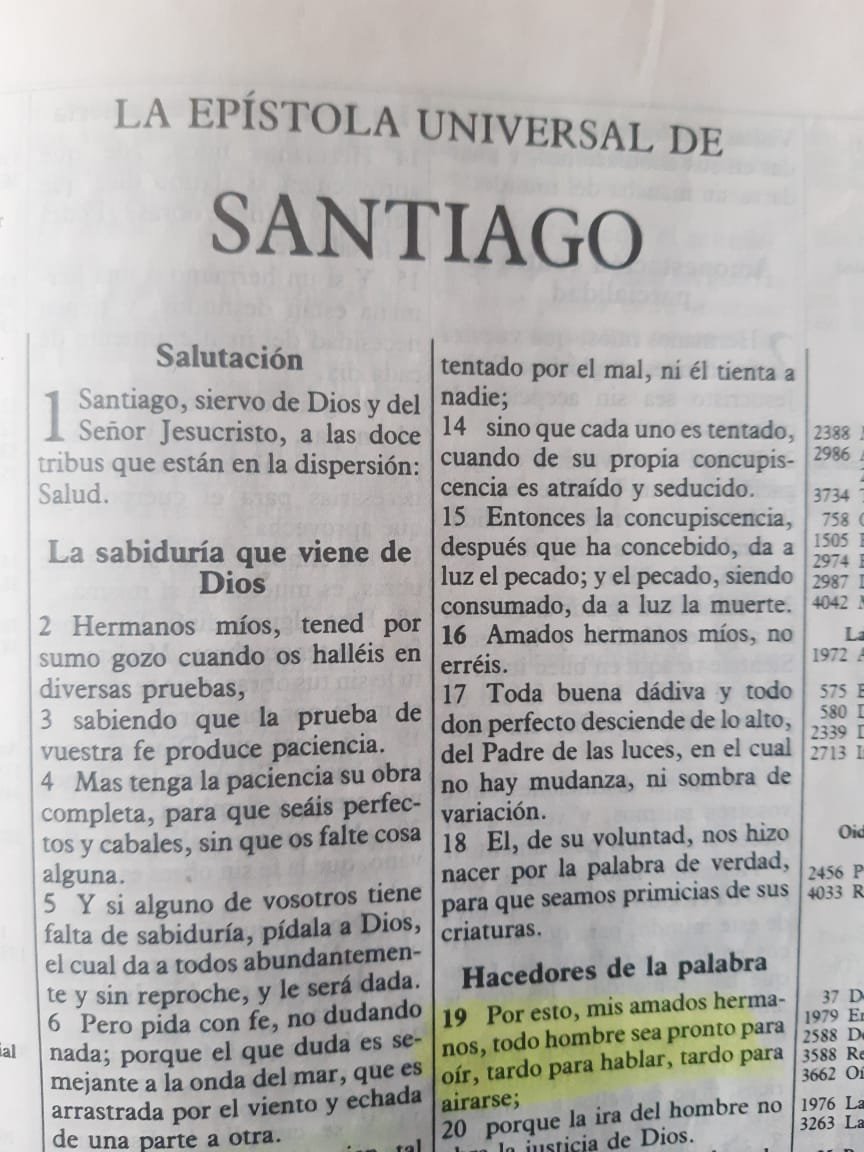 LA EPÍSTOLA UNIVERSAL DE
SANTIAGO
Salutación
1 Santiago, siervo de Dios y del
Señor Jesucristo, a las doce
tribus que están en la dispersión:
Salud.
La sabiduría que viene de
Dios
2 Hermanos míos, tened por
sumo gozo cuando os halléis en
diversas pruebas,
3 sabiendo que la prueba de
vuestra fe produce paciencia.
4 Mas tenga la paciencia su obra
completa, para que seáis perfec-
tos y cabales, sin que os falte cosa
alguna.
5 Y si alguno de vosotros tiene
falta de sabiduría, pídala a Dios,
el cual da a todos abundantemen-
te y sin reproche, y le será dada.
6 Pero pida con fe, no dudando
nada; porque el que duda es se-
mejante a la onda del mar, que es
arrastrada por el viento y echada
de una parte a otra.
tal
tentado por el mal, ni él tienta a
nadie;
14 sino que cada uno es tentado,
cuando de su propia concupis-
cencia es atraído y seducido.
15 Entonces la concupiscencia,
después que ha concebido, da a
luz el pecado; y el pecado, siendo
consumado, da a luz la muerte.
16 Amados hermanos míos, no
erréis.
17 Toda buena dádiva y todo
don perfecto desciende de lo alto,
del Padre de las luces, en el cual
no hay mudanza, ni sombra de
variación.
18 El, de su voluntad, nos hizo
nacer por la palabra de verdad,
para que seamos primicias de sus
criaturas.
Hacedores de la palabra
19 Por esto, mis amados herma-
nos, todo hombre sea pronto para
oír, tardo para hablar, tardo para
airarse;
20 porque la ira del hombre no
la justicia de Dios.
2388
2986
3734
758
1505
2974
2987
4042
La
1972
575
580
2339
2713
Oid
2456 P
4033 R
37 D
1979 En
2588 De
3588 Re
3662 Oí
1976 La
3263 La
ial